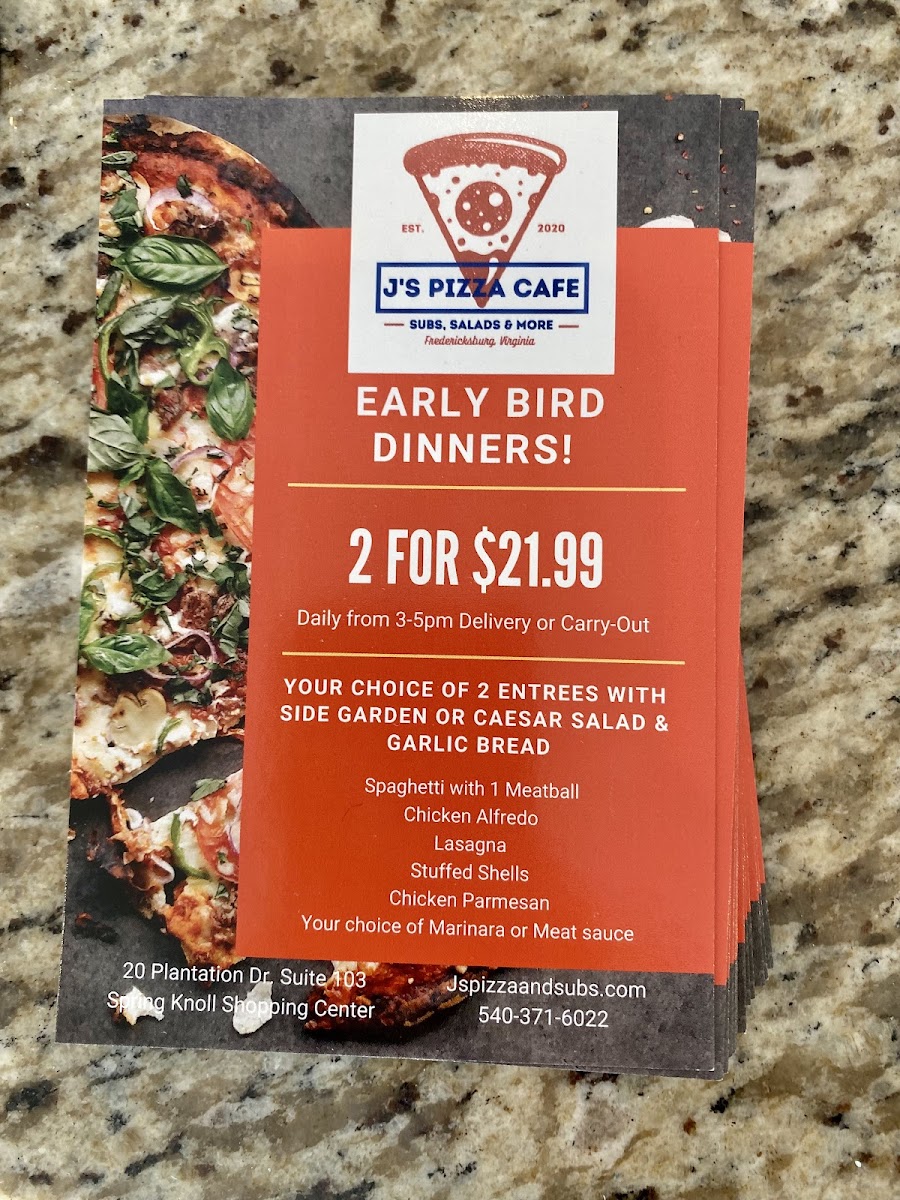 EST. 2020
J'S PIZZA CAFE
SUBS, SALADS & MORE
Fredericksburg, Virginia
EARLY BIRD
DINNERS!
2 FOR $21.99
Daily from 3-5pm Delivery or Carry-Out
YOUR CHOICE OF 2 ENTREES WITH
SIDE GARDEN OR CAESAR SALAD &
GARLIC BREAD
Spaghetti with 1 Meatball
Chicken Alfredo
Lasagna
Stuffed Shells
Chicken Parmesan
Your choice of Marinara or Meat sauce
20 Plantation Dr. Suite 103
Spring Knoll Shopping Center
Jspizzaandsubs.com
540-371-6022